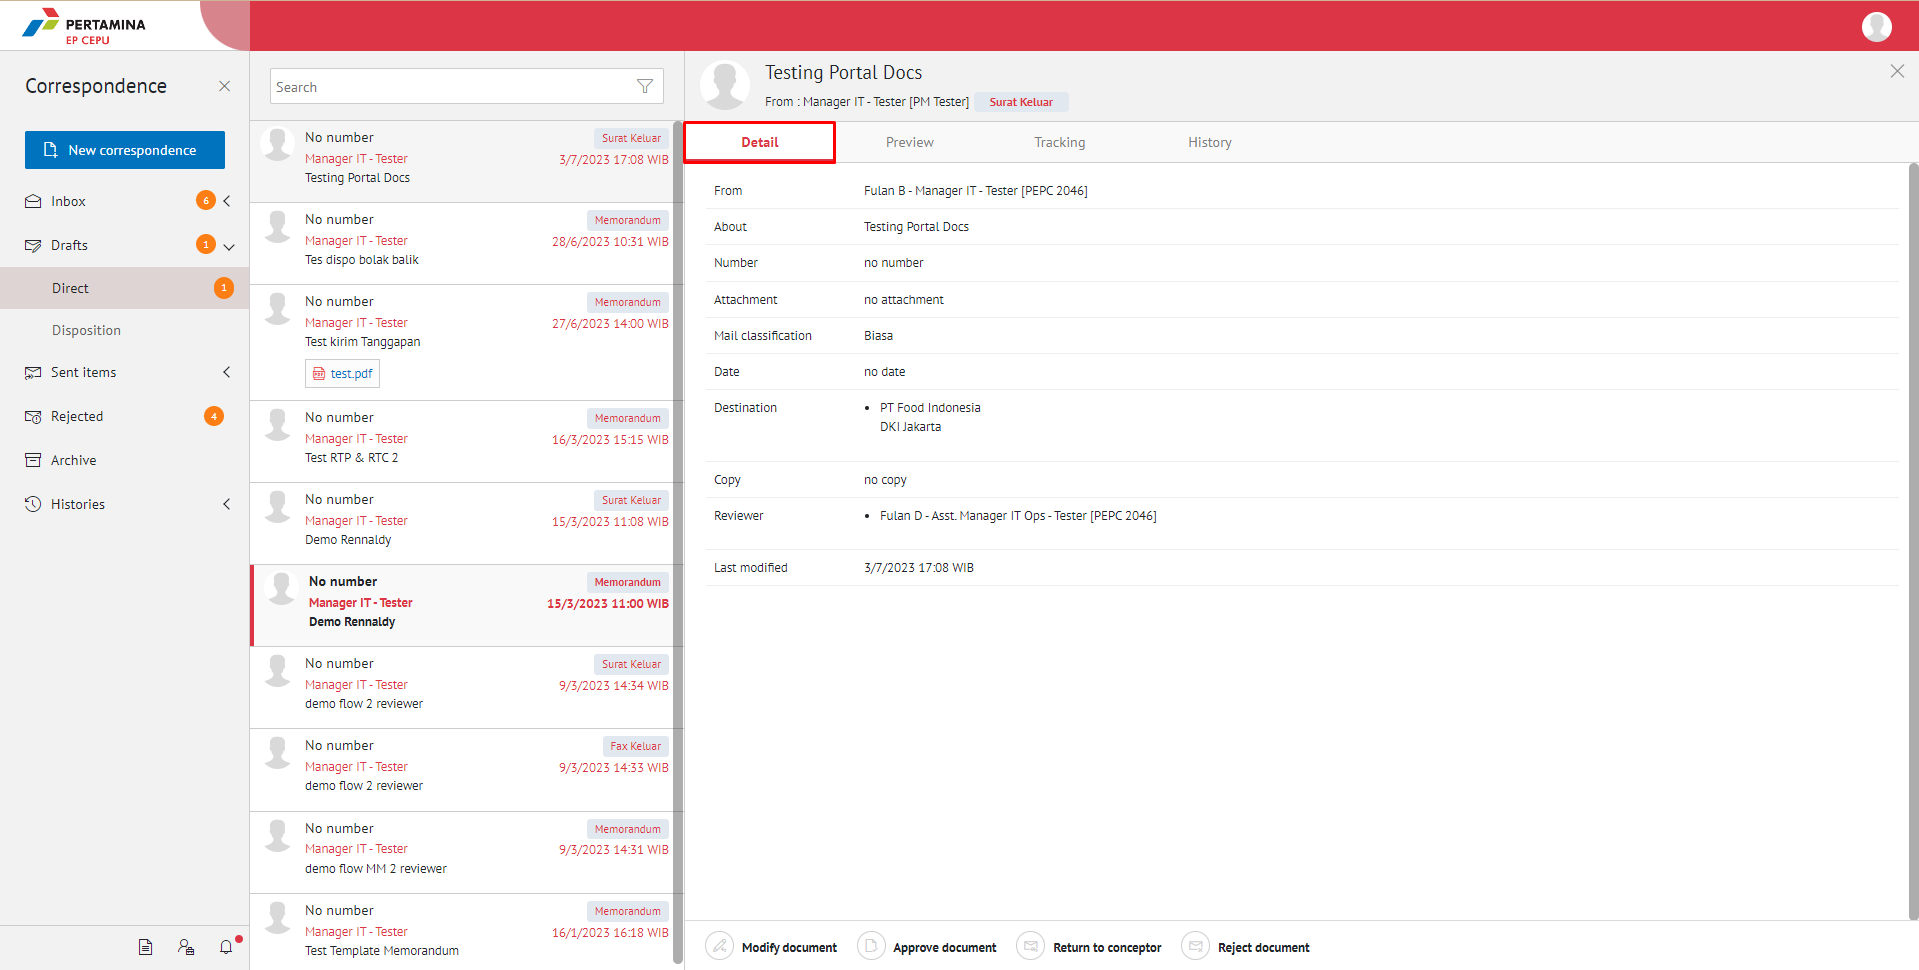 PERTAMINA
EP CEPU
Correspondence
New correspondence
Inbox 6
Drafts 1
Direct 1
Disposition
Sent items
Rejected 4
Archive
Histories
Search
No number Surat Keluar
Manager IT - Tester 3/7/2023 17:08 WIB
Testing Portal Docs
No number Memorandum
Manager IT - Tester 28/6/2023 10:31 WIB
Tes dispo bolak balik
No number Memorandum
Manager IT - Tester 27/6/2023 14:00 WIB
Test kirim Tanggapan
test.pdf
No number Memorandum
Manager IT - Tester 16/3/2023 15:15 WIB
Test RTP & RTC 2
No number Surat Keluar
Manager IT - Tester 15/3/2023 11:08 WIB
Demo Rennaldy
No number Memorandum
Manager IT - Tester 15/3/2023 11:00 WIB
Demo Rennaldy
No number Surat Keluar
Manager IT - Tester 9/3/2023 14:34 WIB
demo flow 2 reviewer
No number Fax Keluar
Manager IT - Tester 9/3/2023 14:33 WIB
demo flow 2 reviewer
No number Memorandum
Manager IT - Tester 9/3/2023 14:31 WIB
demo flow MM 2 reviewer
No number Memorandum
Manager IT - Tester 16/1/2023 16:18 WIB
Test Template Memorandum
Testing Portal Docs
From : Manager IT - Tester [PM Tester] Surat Keluar
Detail Preview Tracking History
From Fulan B - Manager IT - Tester [PEPC 2046]
About Testing Portal Docs
Number no number
Attachment no attachment
Mail classification Biasa
Date no date
Destination • PT Food Indonesia
DKI Jakarta
Copy no copy
Reviewer • Fulan D - Asst. Manager IT Ops - Tester [PEPC 2046]
Last modified 3/7/2023 17:08 WIB
Modify document Approve document Return to conceptor Reject document